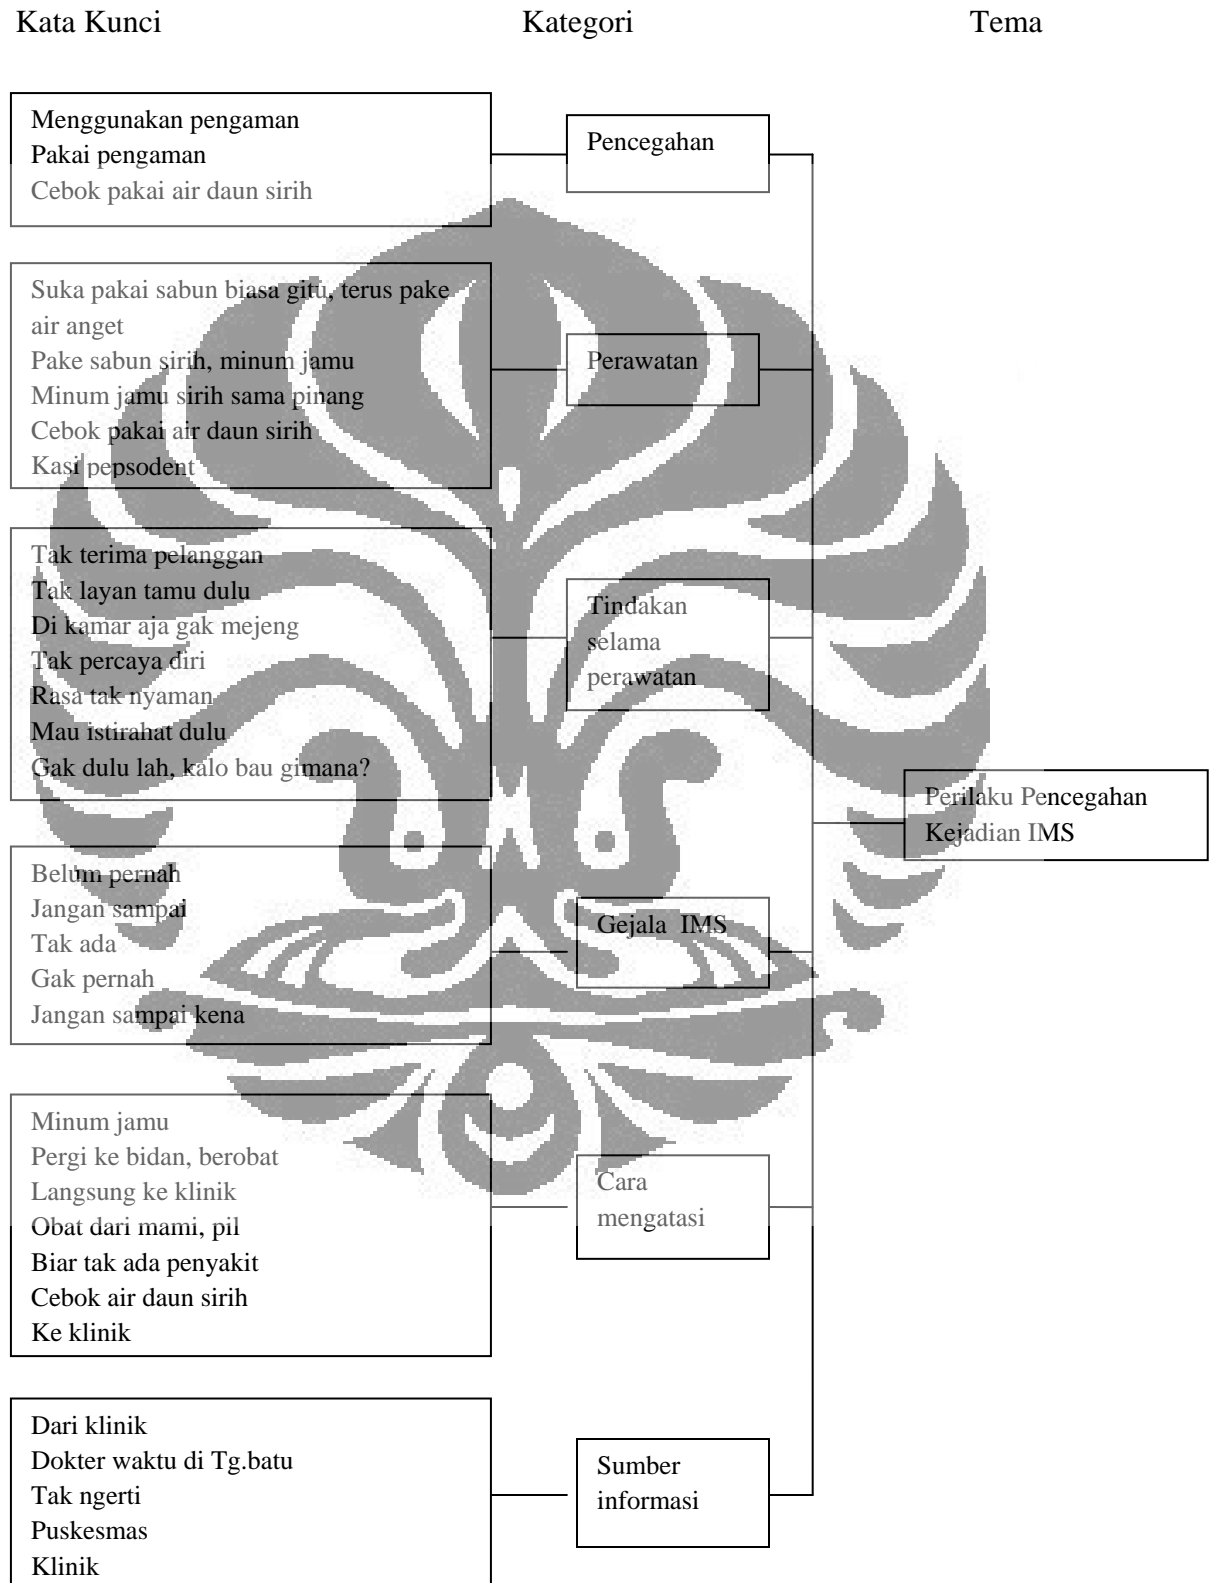 Kata Kunci
Kategori
Tema
Menggunakan pengaman
Pakai pengaman
Cebok pakai air daun sirih
Pencegahan
Suka pakai sabun biasa gitu, terus pake
air anget
Pake sabun sirih, minum jamu
Minum jamu sirih sama pinang
Cebok pakai air daun sirih
Kasi pepsodent
Perawatan
Tak terima pelanggan
Tak layan tamu dulu
Di kamar aja gak mejeng
Tak percaya diri
Rasa tak nyaman
Mau istirahat dulu
Gak dulu lah, kalo bau gimana?
Tindakan
selama
perawatan
Perilaku Pencegahan
Kejadian IMS
Belum pernah
Jangan sampai
Tak ada
Gak pernah
Jangan sampai kena
Gejala  IMS
Minum jamu
Pergi ke bidan, berobat
Langsung ke klinik
Obat dari mami, pil
Biar tak ada penyakit
Cebok air daun sirih
Ke klinik
Cara
mengatasi
Dari klinik
Dokter waktu di Tg.batu
Tak ngerti
Puskesmas
Klinik
Sumber
informasi